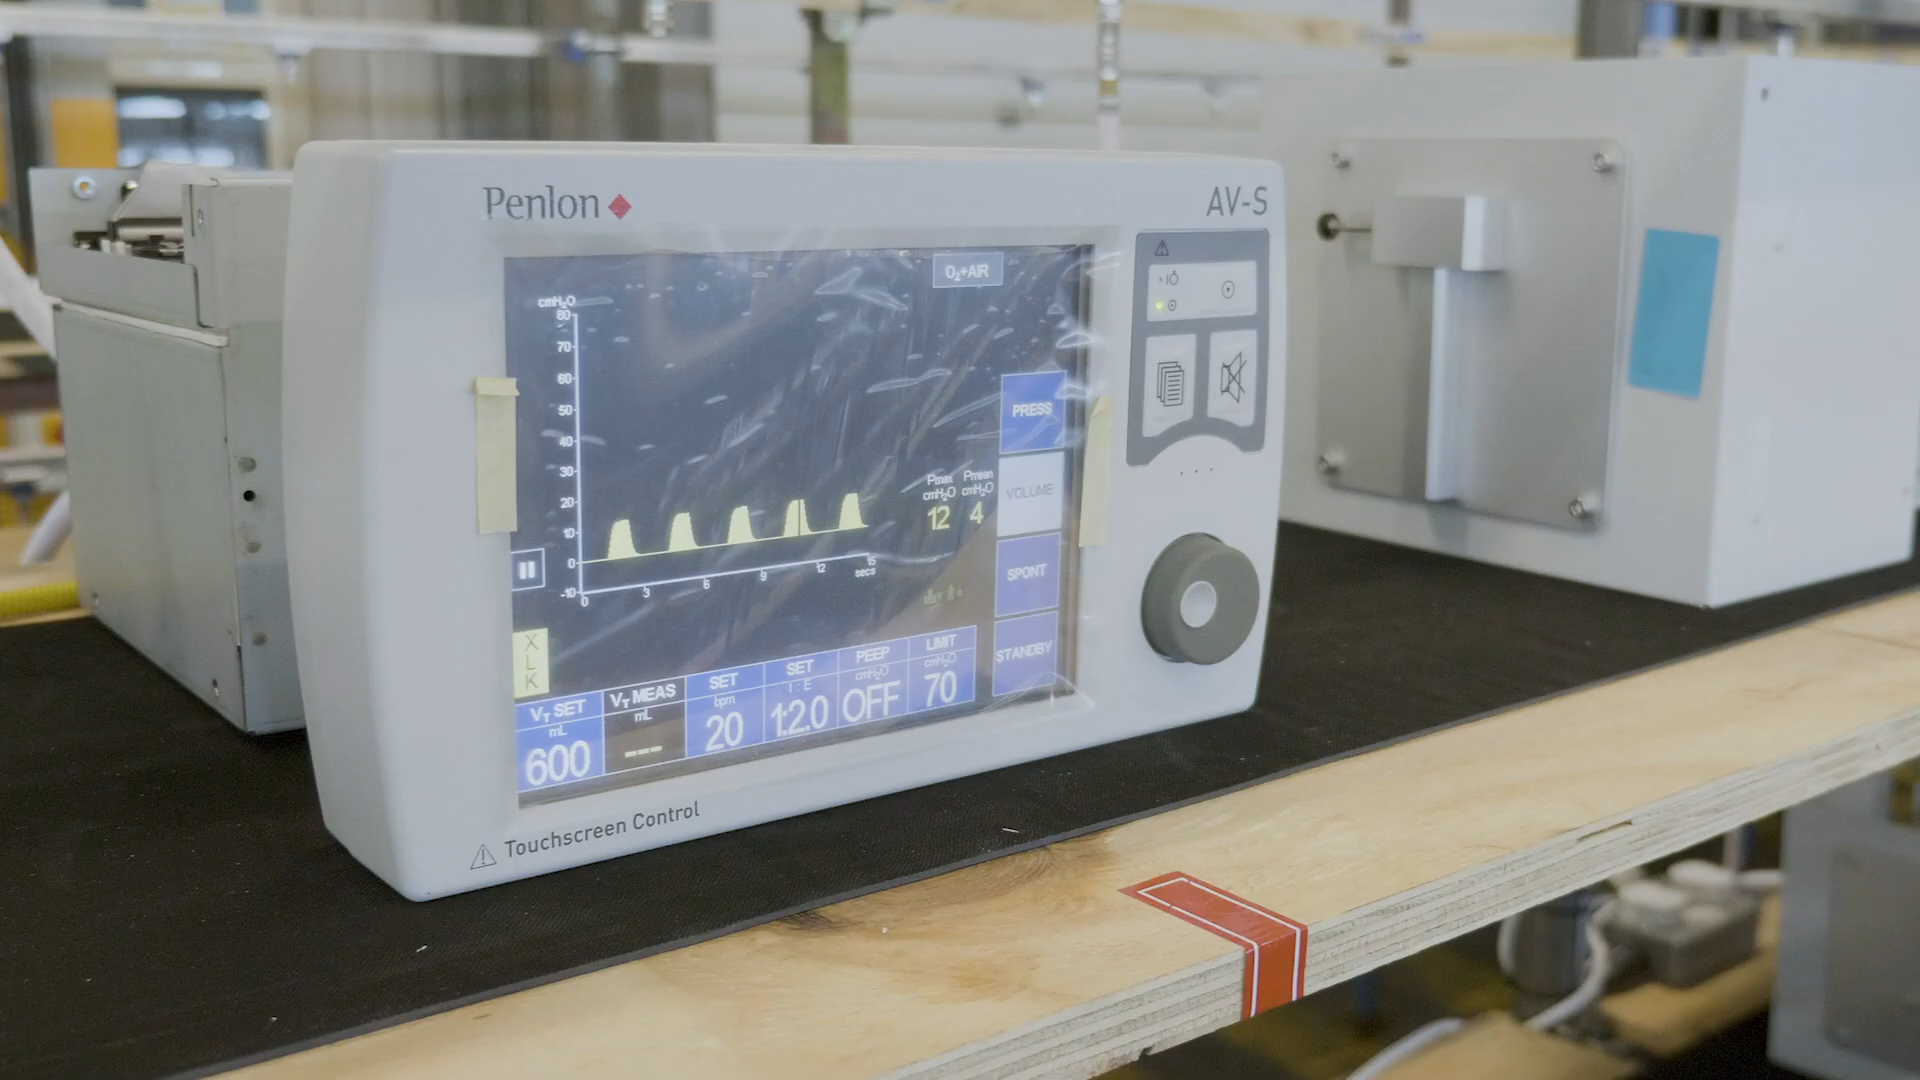 Penlon
AV-S
O₂+AIR
cmH₂O
80
70
60
50
40
30
20
10
0
-10
0 3 6 9 12 15
secs
Pmax Pmean
cmH₂O cmH₂O
12 4
PRESS
VOLUME
SPONT
STANDBY
X
L
K
VT SET
mL
600
VT MEAS
mL
---
SET
bpm
20
SET
I : E
1:2.0
PEEP
cmH₂O
OFF
LIMIT
cmH₂O
70
Touchscreen Control